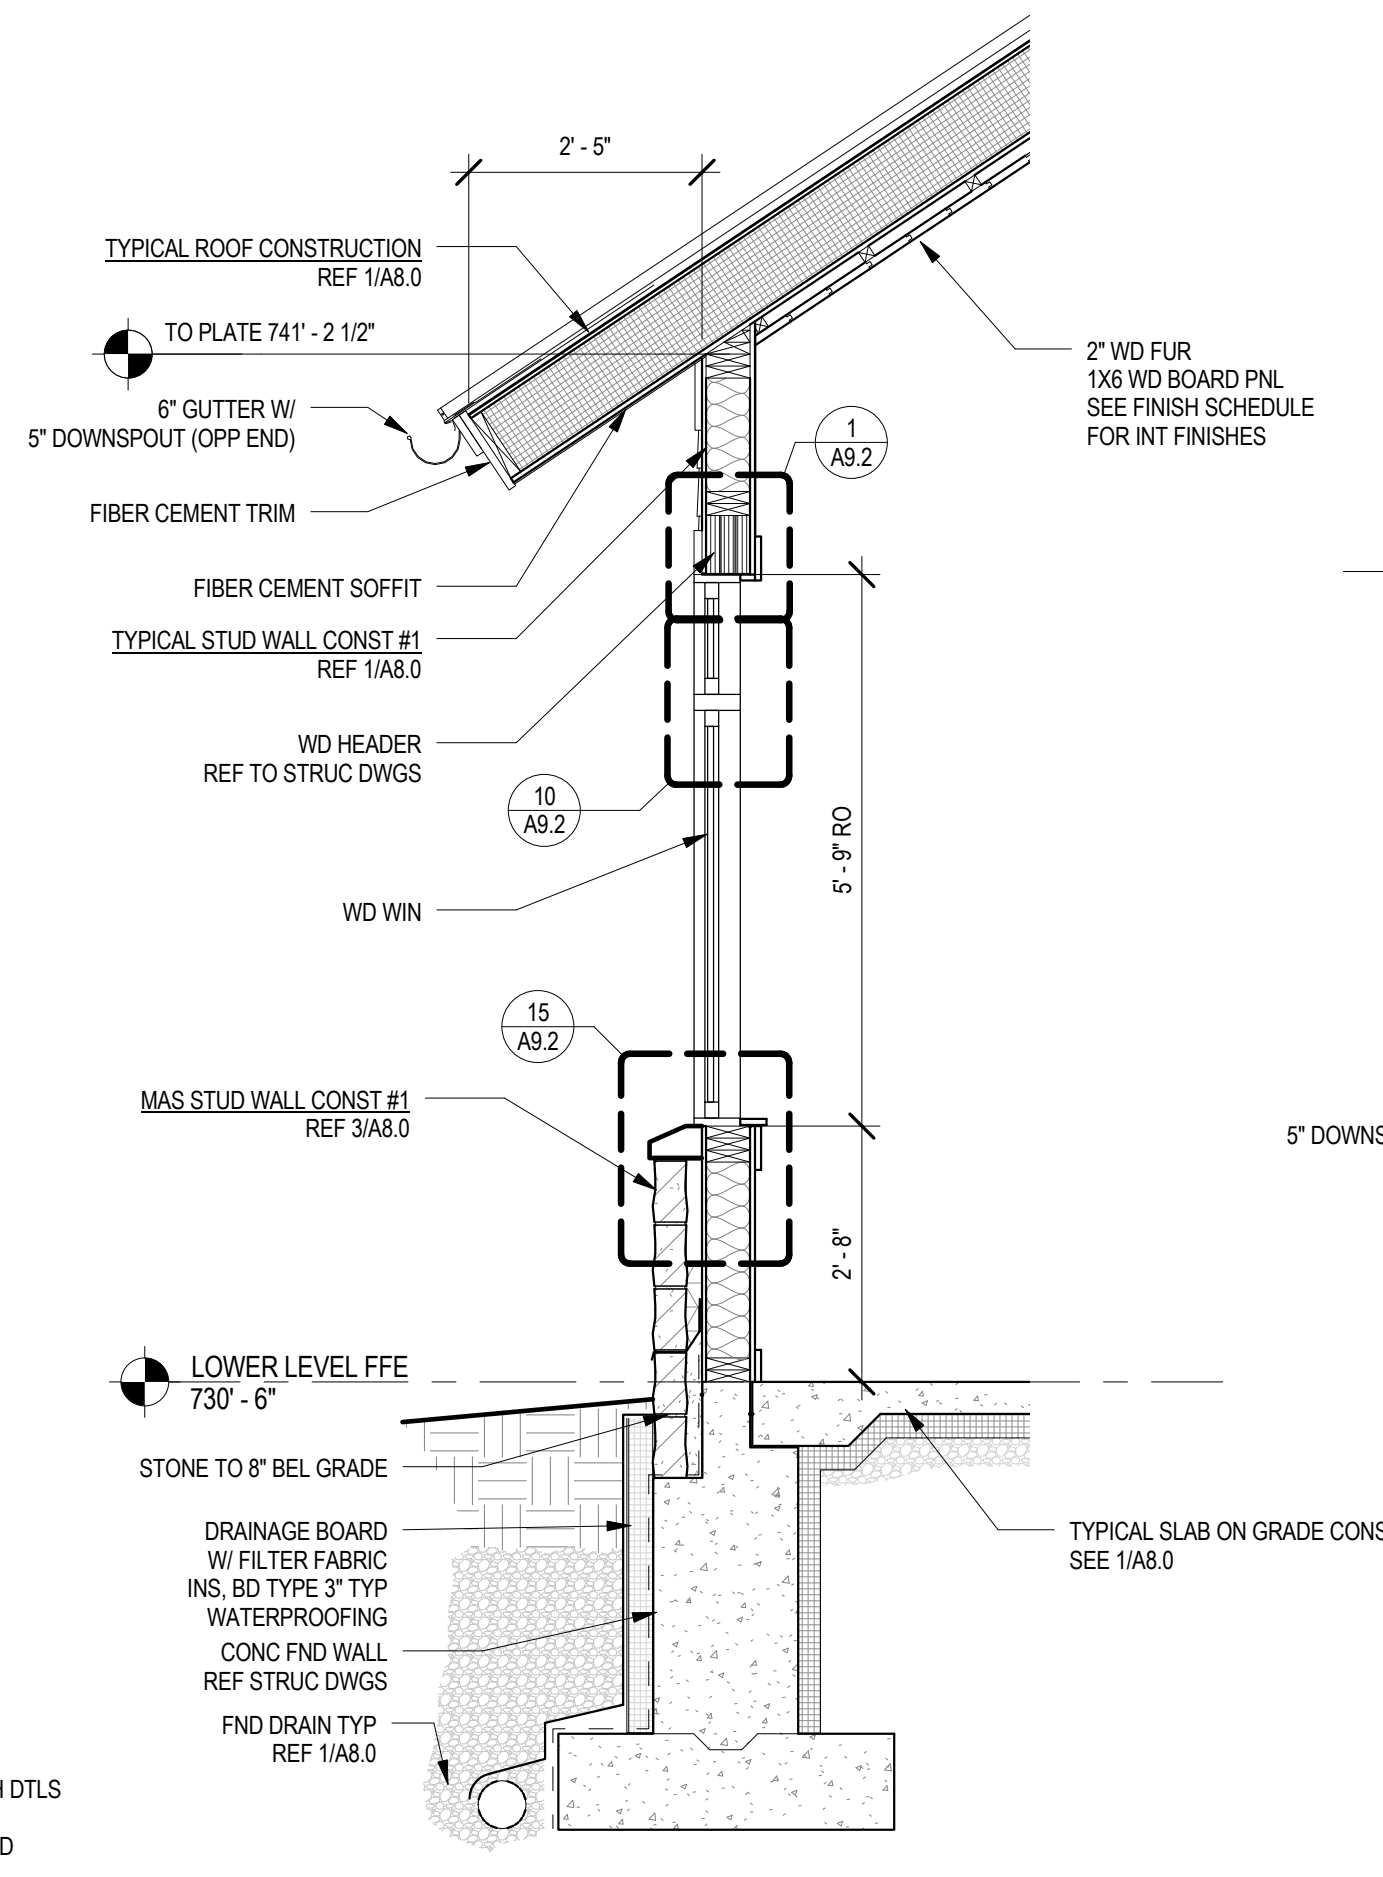 2' - 5"
TYPICAL ROOF CONSTRUCTION
REF 1/A8.0
TO PLATE 741' - 2 1/2"
6" GUTTER W/
5" DOWNSPOUT (OPP END)
FIBER CEMENT TRIM
FIBER CEMENT SOFFIT
TYPICAL STUD WALL CONST #1
REF 1/A8.0
WD HEADER
REF TO STRUC DWGS
2" WD FUR
1X6 WD BOARD PNL
SEE FINISH SCHEDULE
FOR INT FINISHES
1
A9.2
10
A9.2
5' - 9" RO
WD WIN
15
A9.2
MAS STUD WALL CONST #1
REF 3/A8.0
5" DOWNS
2' - 8"
LOWER LEVEL FFE
730' - 6"
STONE TO 8" BEL GRADE
DRAINAGE BOARD
W/ FILTER FABRIC
INS, BD TYPE 3" TYP
WATERPROOFING
CONC FND WALL
REF STRUC DWGS
FND DRAIN TYP
REF 1/A8.0
TYPICAL SLAB ON GRADE CONS
SEE 1/A8.0
DTLS
D